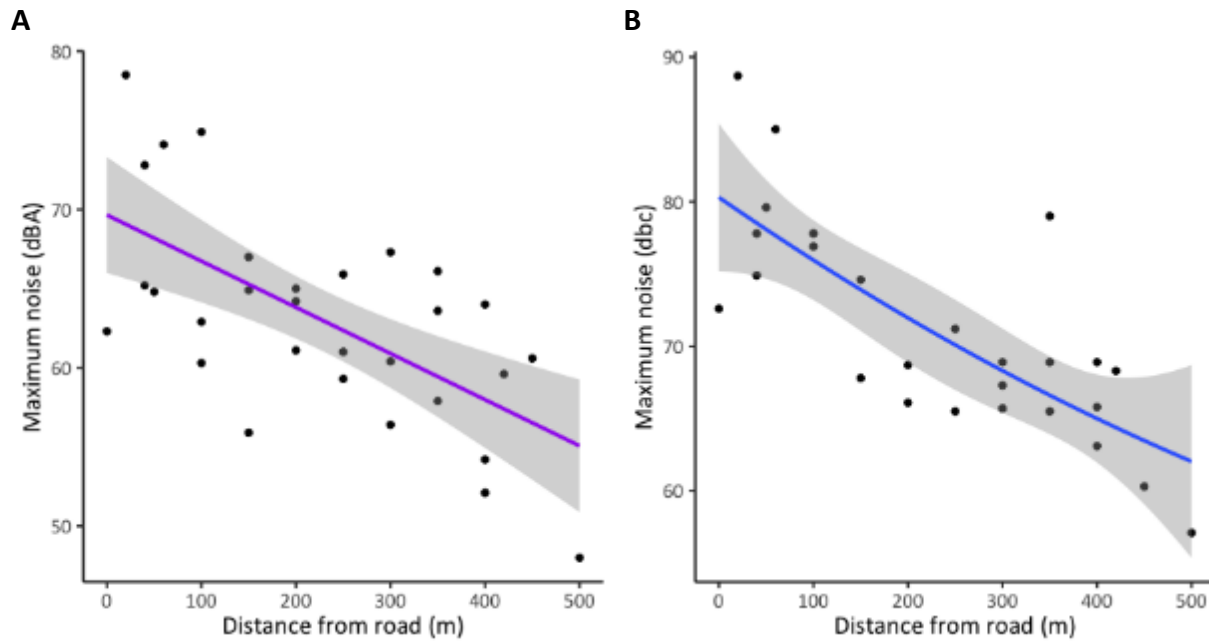 A
Maximum noise (dBA)
80
70
60
50
0 100 200 300 400 500
Distance from road (m)
B
Maximum noise (dbc)
90
80
70
60
0 100 200 300 400 500
Distance from road (m)